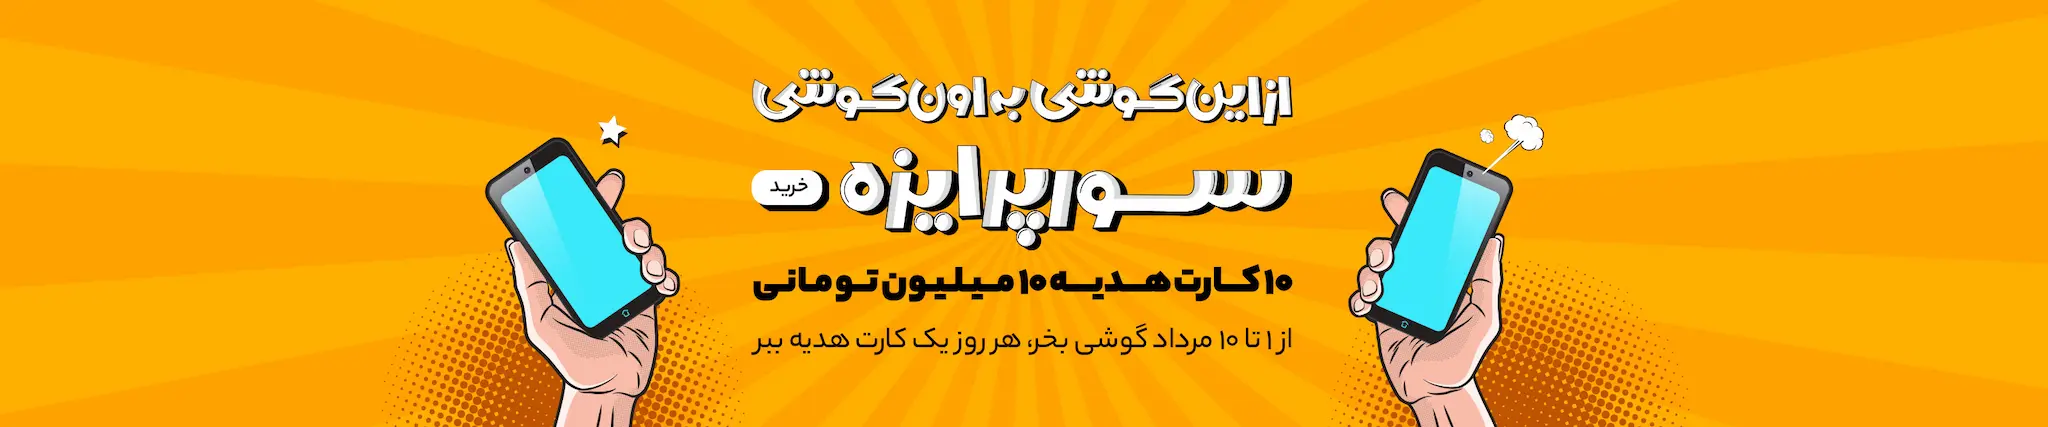 از این گوشی به اون گوشی
سورپرایزه
خرید
۱۰ کارت هدیه ۱۰ میلیون تومانی
از ۱ تا ۱۰ مرداد گوشی بخر، هر روز یک کارت هدیه ببر